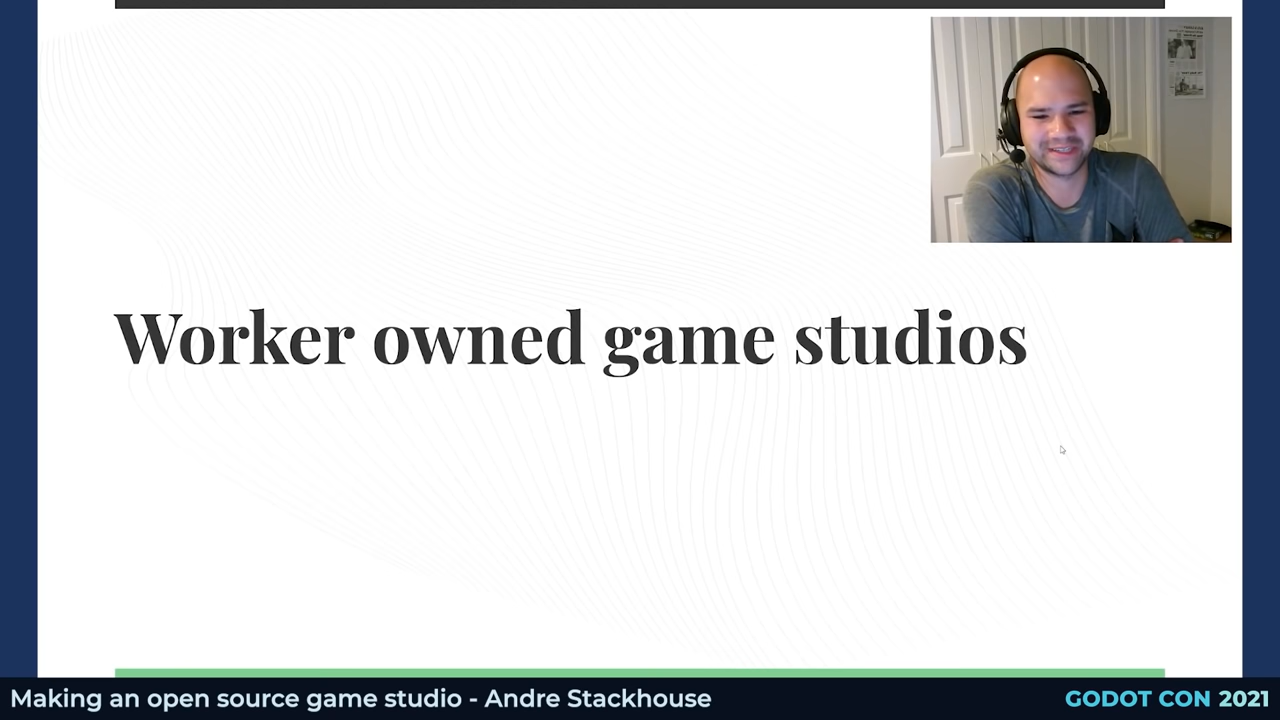 Worker owned game studios
Making an open source game studio - Andre Stackhouse
GODOT CON 2021